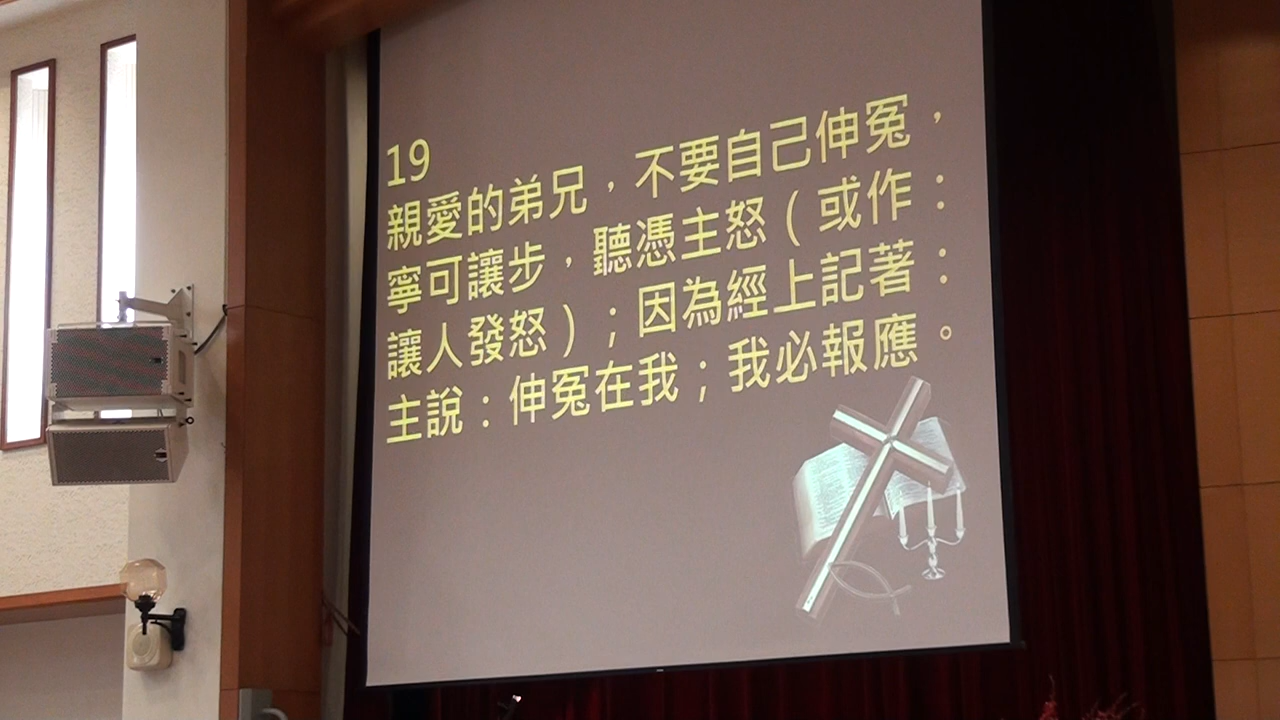 19
親愛的弟兄，不要自己伸冤，
寧可讓步，聽憑主怒（或作：
讓人發怒）；因為經上記著：
主說：伸冤在我；我必報應。